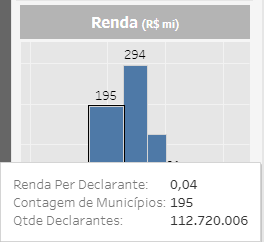 Renda (R$ mi)
294
195
Renda Per Declarante: 0,04
Contagem de Municípios: 195
Qtde Declarantes: 112.720.006